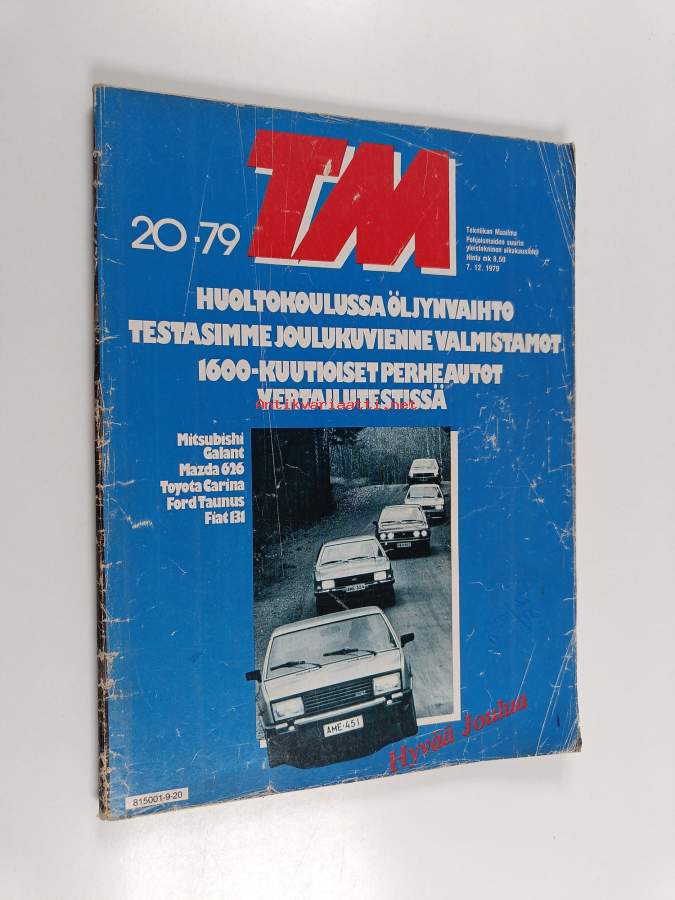 TM
20-79
Tekniikan Maailma
Pohjoismaiden suurin
yleistekninen aikakauslehti
Hinta mk 8,50
7. 12. 1979
HUOLTOKOULUSSA ÖLJYNVAIHTO
TESTASIMME JOULUKUVIENNE VALMISTAMOT
1600-KUUTIOISET PERHEAUTOT
VERTAILUTESTISSÄ
Antikvariaatti.net
Mitsubishi
Galant
Mazda 626
Toyota Carina
Ford Taunus
Fiat 131
AME-451
Hyvää Joulua
815001-9-20